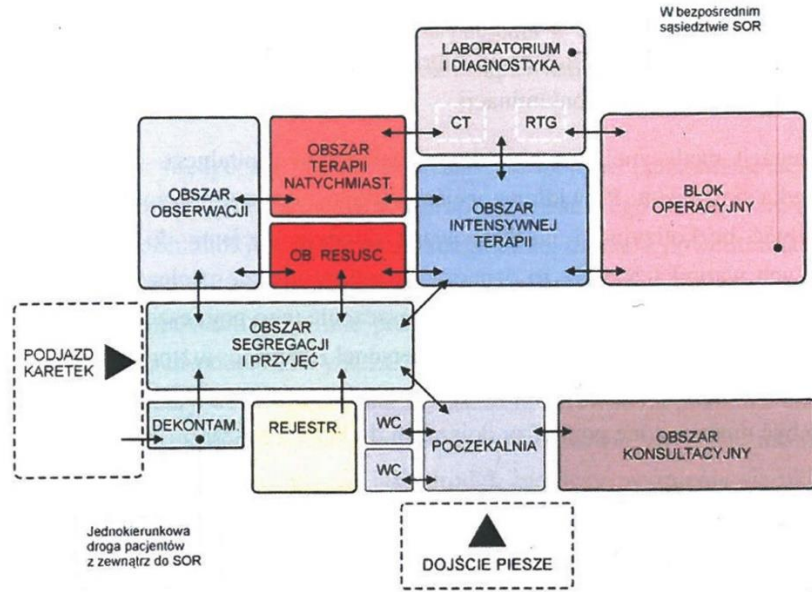 W bezpośrednim
sąsiedztwie SOR
LABORATORIUM
I DIAGNOSTYKA
CT
RTG
OBSZAR
TERAPII
NATYCHMIAST.
OBSZAR
OBSERWACJI
OBSZAR
INTENSYWNEJ
TERAPII
BLOK
OPERACYJNY
OB. RESUSC.
OBSZAR
SEGREGACJI
I PRZYJĘĆ
PODJAZD
KARETEK
DEKONTAM.
REJESTR.
WC
WC
POCZEKALNIA
OBSZAR
KONSULTACYJNY
Jednokierunkowa
droga pacjentów
z zewnątrz do SOR
DOJŚCIE PIESZE